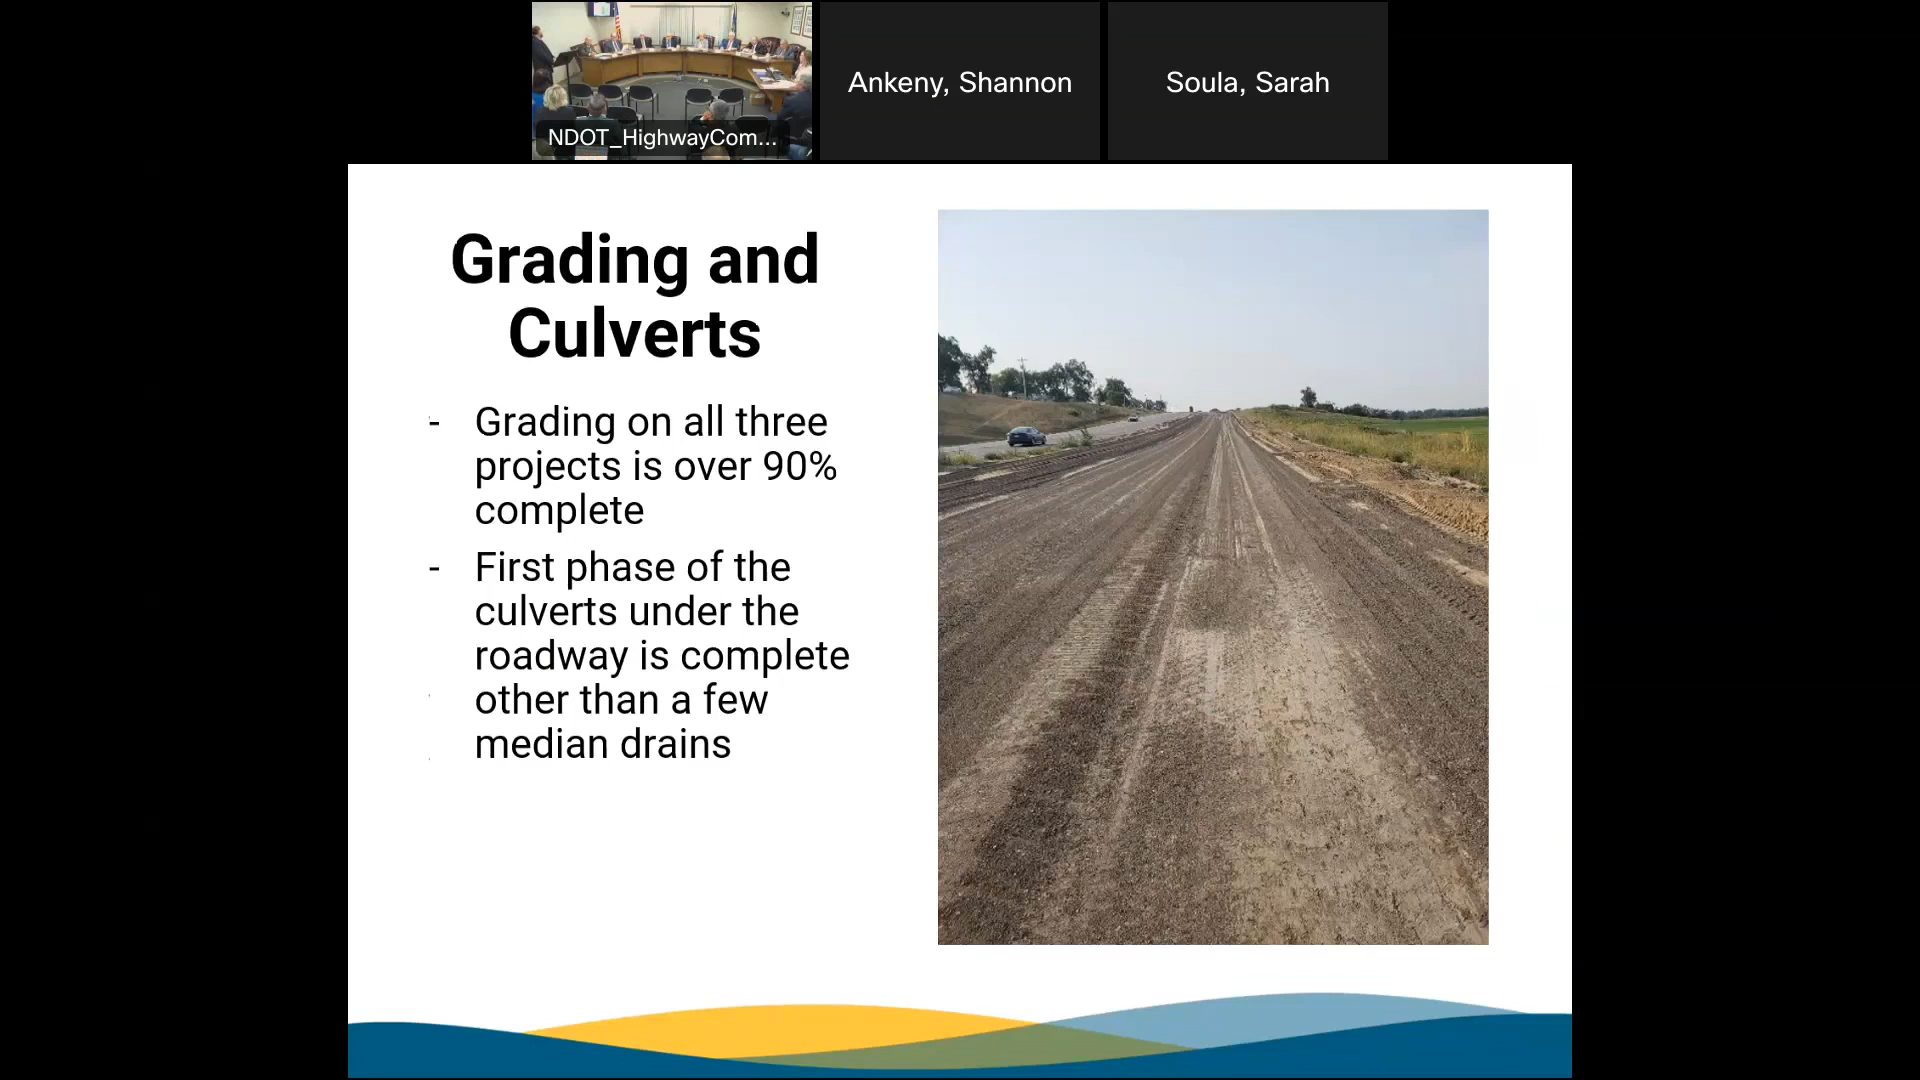 NDOT_HighwayCom...
Ankeny, Shannon
Soula, Sarah
Grading and
Culverts
- Grading on all three
projects is over 90%
complete
- First phase of the
culverts under the
roadway is complete
other than a few
median drains